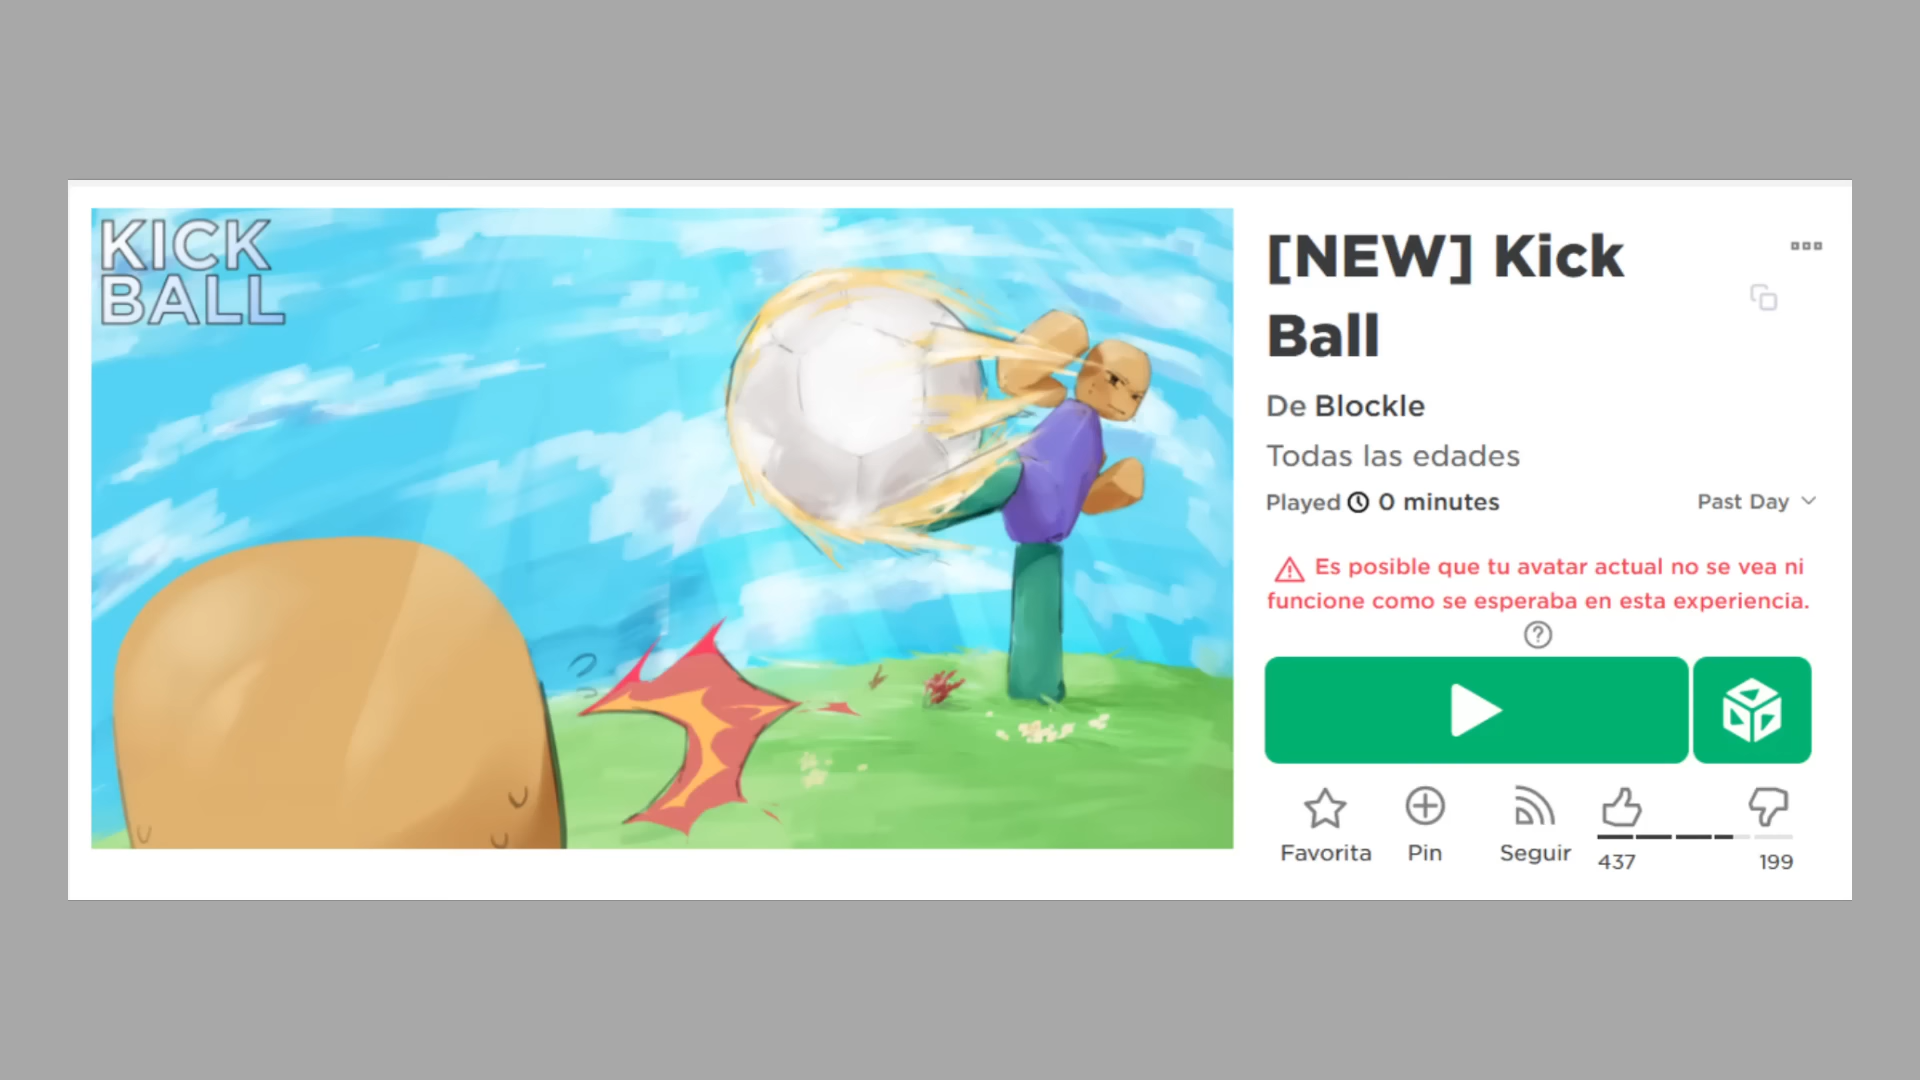 KICK
BALL
[NEW] Kick
Ball
De Blockle
Todas las edades
Played 0 minutes
Past Day
Es posible que tu avatar actual no se vea ni
funcione como se esperaba en esta experiencia.
Favorita
Pin
Seguir
437
199